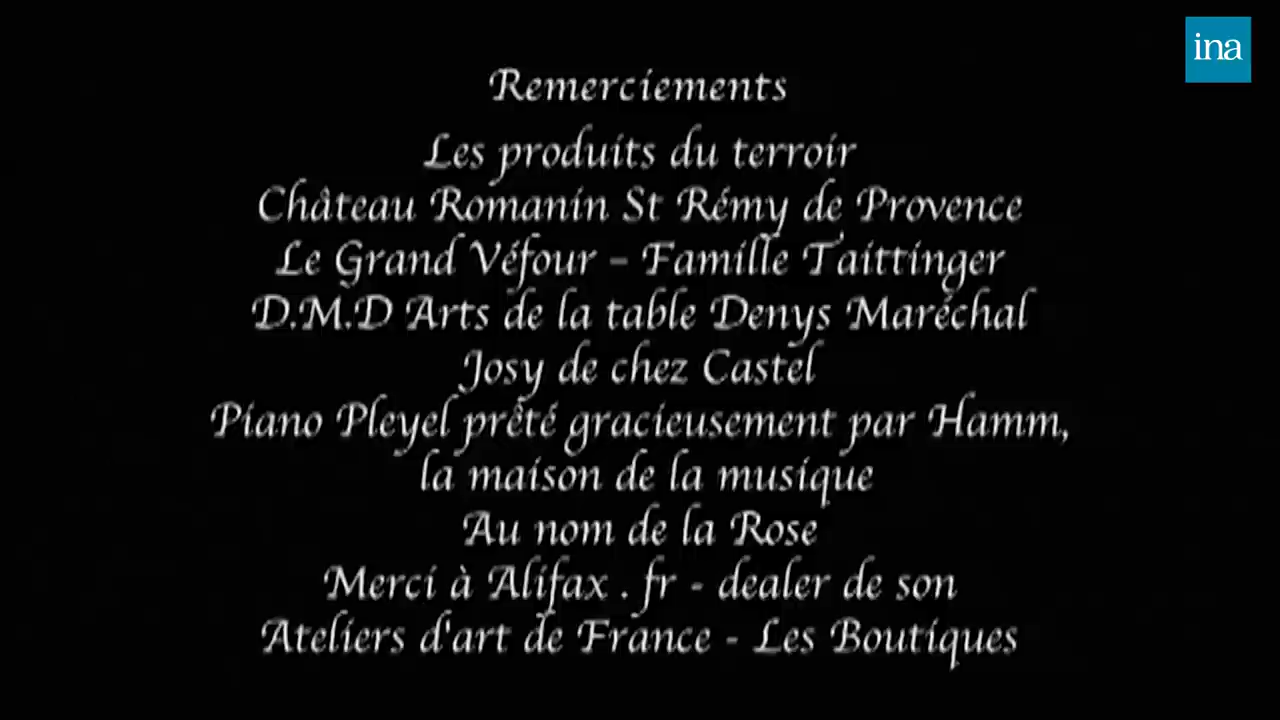 ina
Remerciements
Les produits du terroir
Château Romanin St Rémy de Provence
Le Grand Véfour - Famille Taittinger
D.M.D Arts de la table Denys Maréchal
Josy de chez Castel
Piano Pleyel prêté gracieusement par Hamm,
la maison de la musique
Au nom de la Rose
Merci à Alifax . fr - dealer de son
Ateliers d'art de France - Les Boutiques